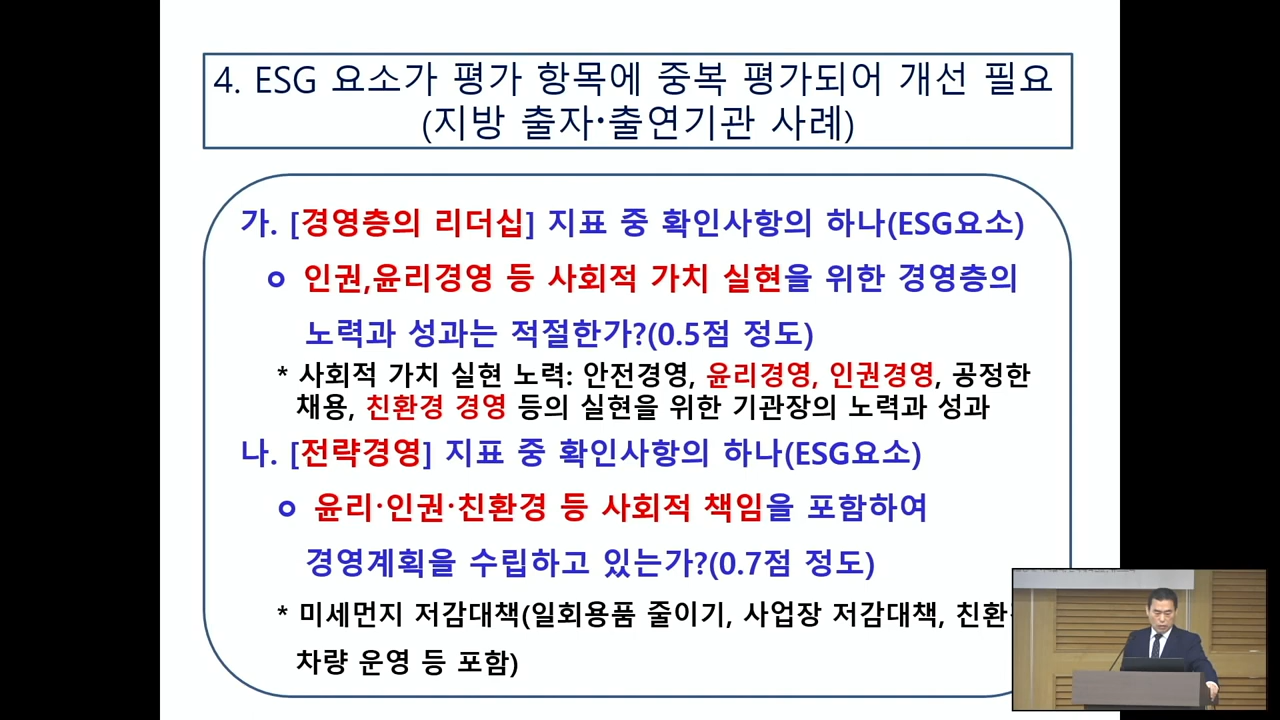 4. ESG 요소가 평가 항목에 중복 평가되어 개선 필요
(지방 출자·출연기관 사례)
가. [경영층의 리더십] 지표 중 확인사항의 하나(ESG요소)
ㅇ 인권,윤리경영 등 사회적 가치 실현을 위한 경영층의
노력과 성과는 적절한가?(0.5점 정도)
* 사회적 가치 실현 노력: 안전경영, 윤리경영, 인권경영, 공정한
채용, 친환경 경영 등의 실현을 위한 기관장의 노력과 성과
나. [전략경영] 지표 중 확인사항의 하나(ESG요소)
ㅇ 윤리·인권·친환경 등 사회적 책임을 포함하여
경영계획을 수립하고 있는가?(0.7점 정도)
* 미세먼지 저감대책(일회용품 줄이기, 사업장 저감대책, 친환
차량 운영 등 포함)